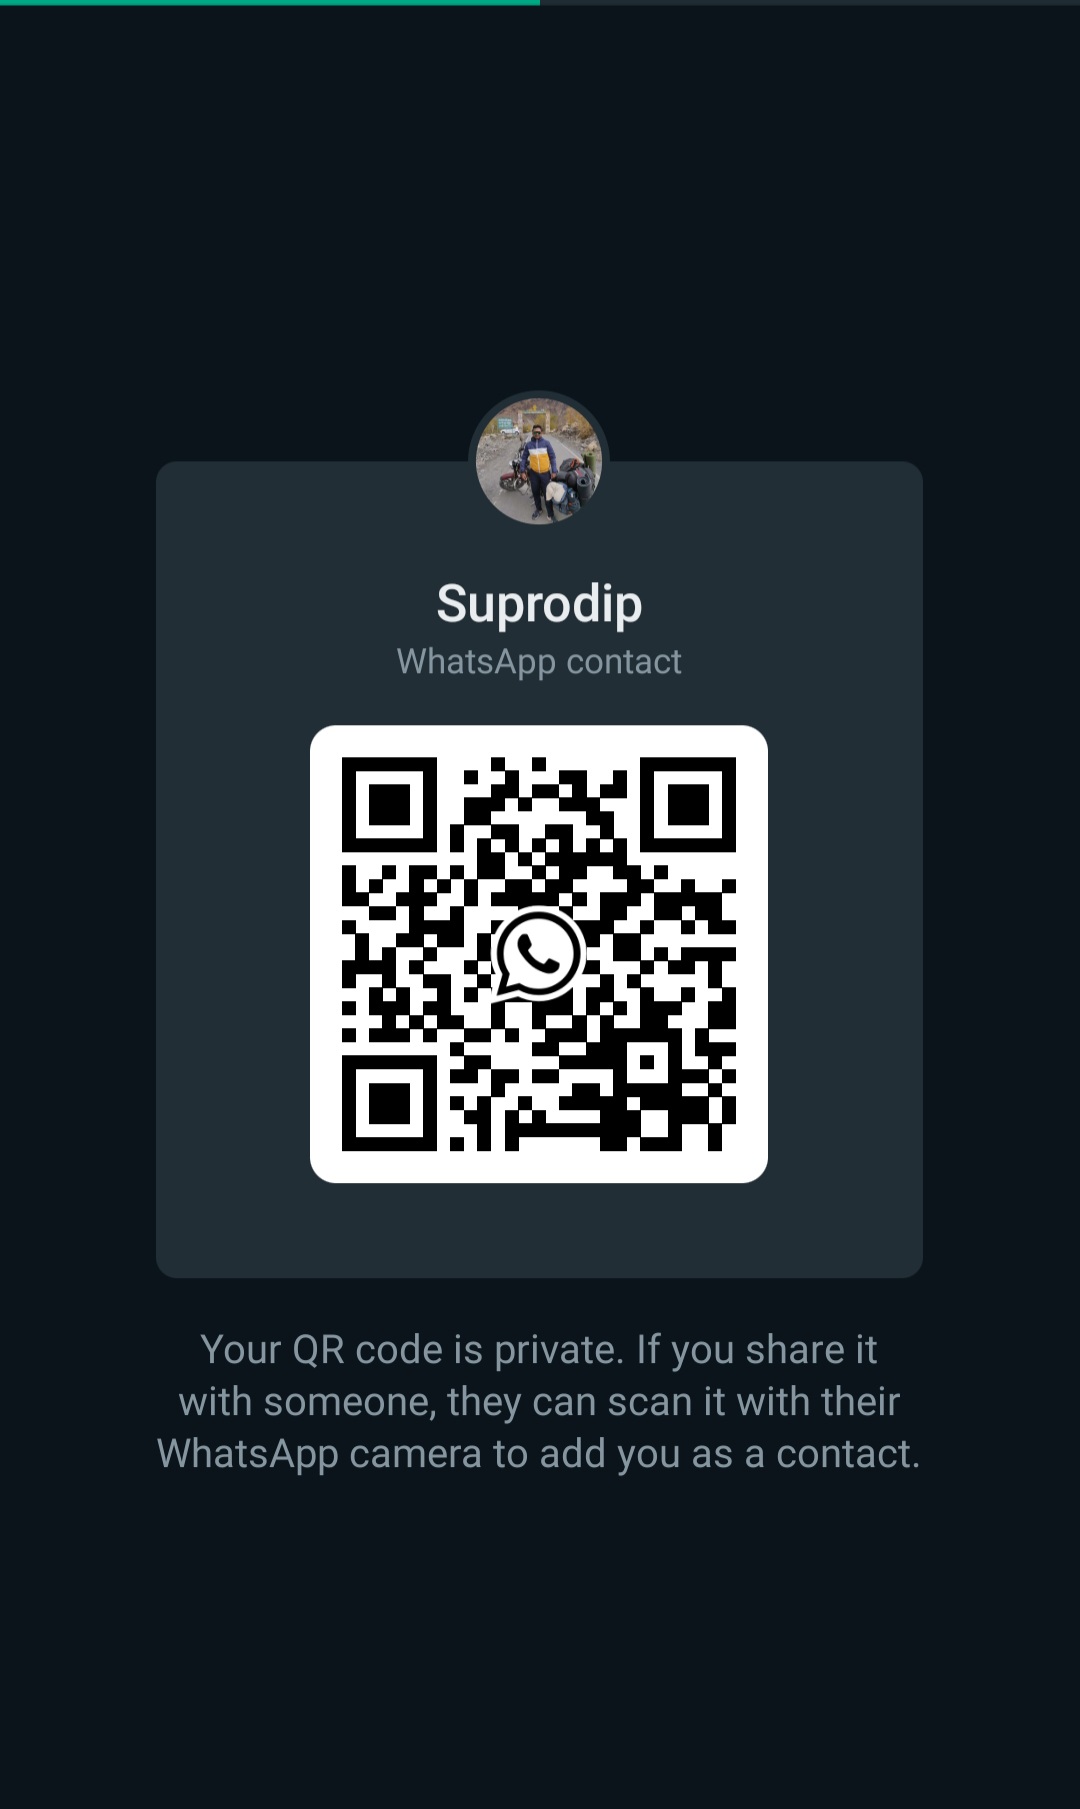 Suprodip
WhatsApp contact
Your QR code is private. If you share it
with someone, they can scan it with their
WhatsApp camera to add you as a contact.